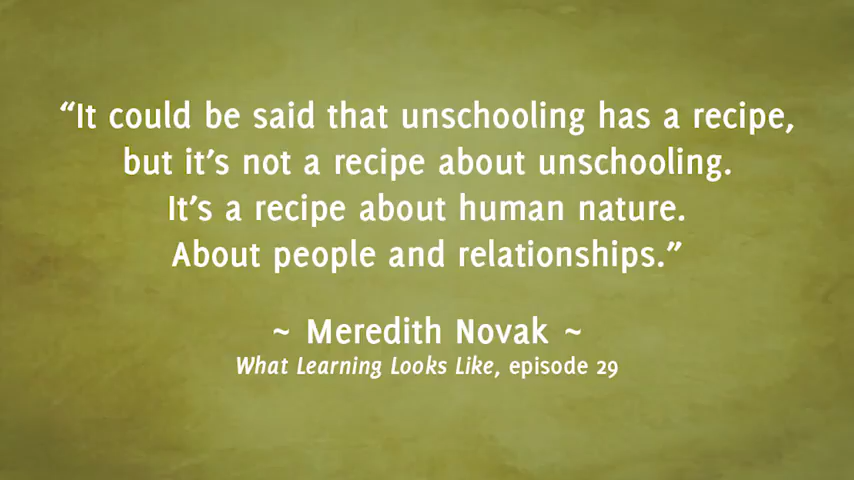 “It could be said that unschooling has a recipe,
but it’s not a recipe about unschooling.
It’s a recipe about human nature.
About people and relationships.”
~ Meredith Novak ~
What Learning Looks Like, episode 29